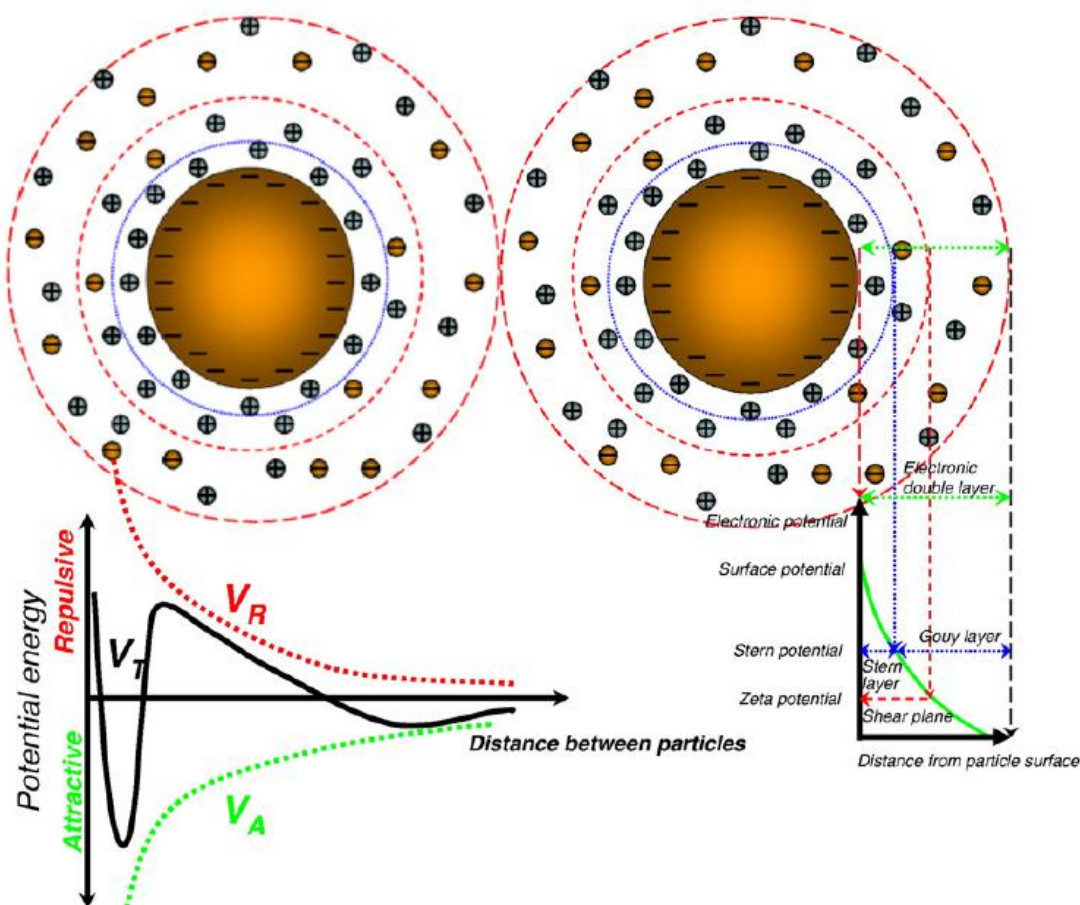 Electronic
double layer
Electronic potential
Surface potential
Stern potential
Gouy layer
Stern
layer
Zeta potential
Shear plane
Distance from particle surface
Potential energy
Repulsive
Attractive
V_R
V_T
V_A
Distance between particles